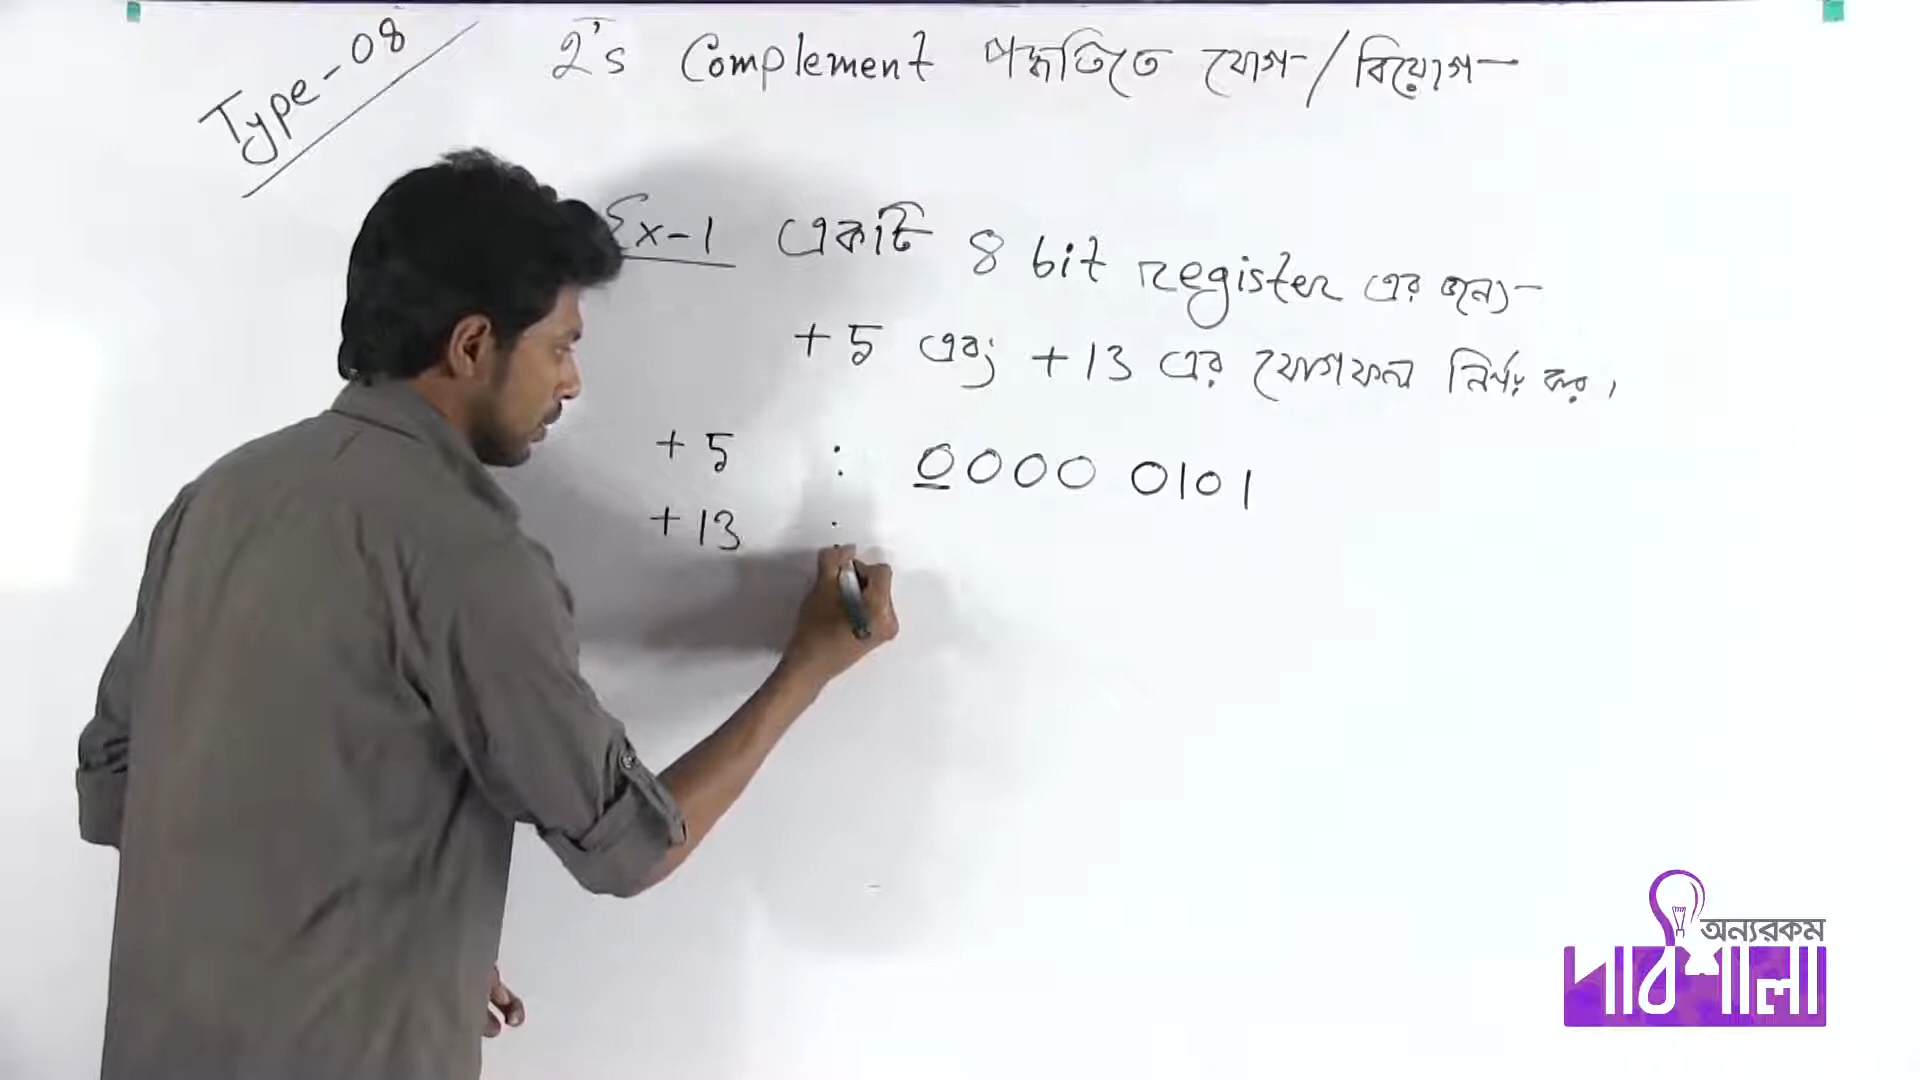 Type-08
2's Complement পদ্ধতিতে যোগ/বিয়োগ
Ex-1 একটি 8 bit register এর জন্য
+5 এবং +13 এর যোগফল নির্ণয় কর।
+5 : 0000 0101
+13 :
অন্যরকম
পাঠশালা